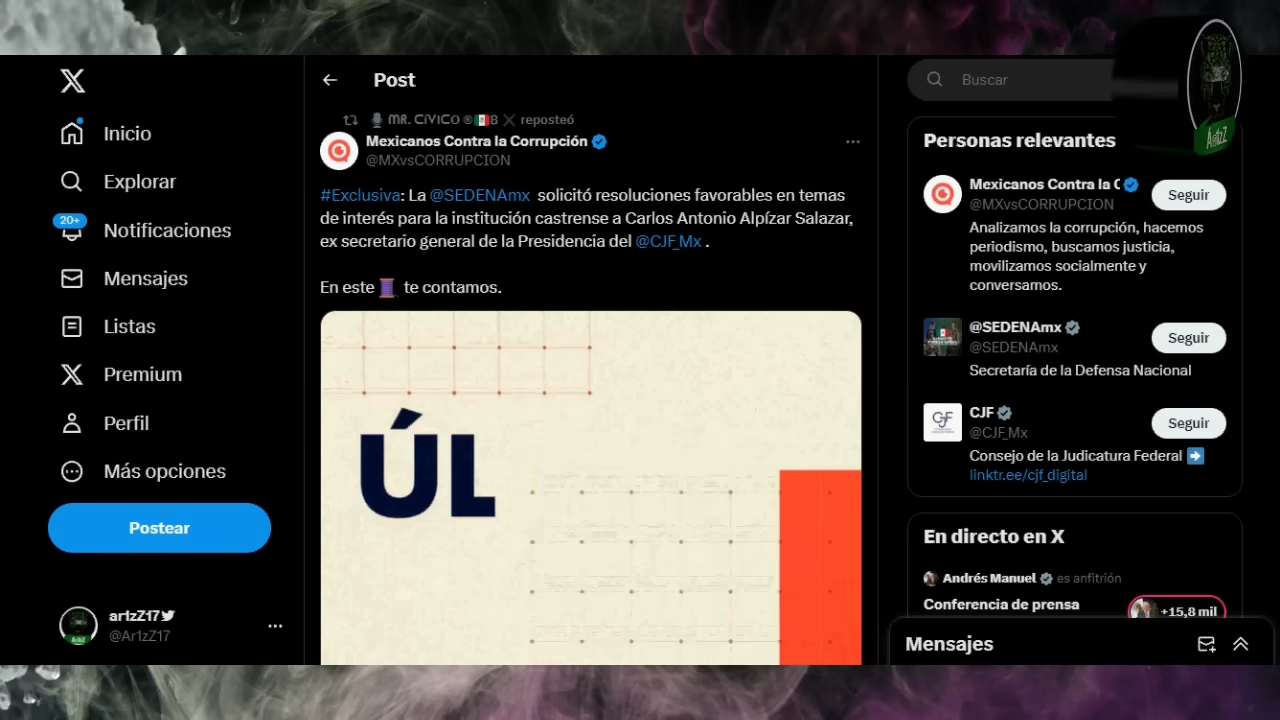 Inicio
Explorar
20+
Notificaciones
Mensajes
Listas
Premium
Perfil
Más opciones
Postear
ar1zZ17
@Ar1zZ17
Post
MR. CíVICO ® B reposteó
Mexicanos Contra la Corrupción
@MXvsCORRUPCION
#Exclusiva: La @SEDENAmx solicitó resoluciones favorables en temas
de interés para la institución castrense a Carlos Antonio Alpízar Salazar,
ex secretario general de la Presidencia del @CJF_Mx .
En este te contamos.
ÚL
Buscar
Personas relevantes
Mexicanos Contra la C
@MXvsCORRUPCION
Seguir
Analizamos la corrupción, hacemos
periodismo, buscamos justicia,
movilizamos socialmente y
conversamos.
@SEDENAmx
@SEDENAmx
Seguir
Secretaría de la Defensa Nacional
CJF
CJF
@CJF_Mx
Seguir
Consejo de la Judicatura Federal
linktr.ee/cjf_digital
En directo en X
Andrés Manuel es anfitrión
Conferencia de prensa
+15,8 mil
Mensajes